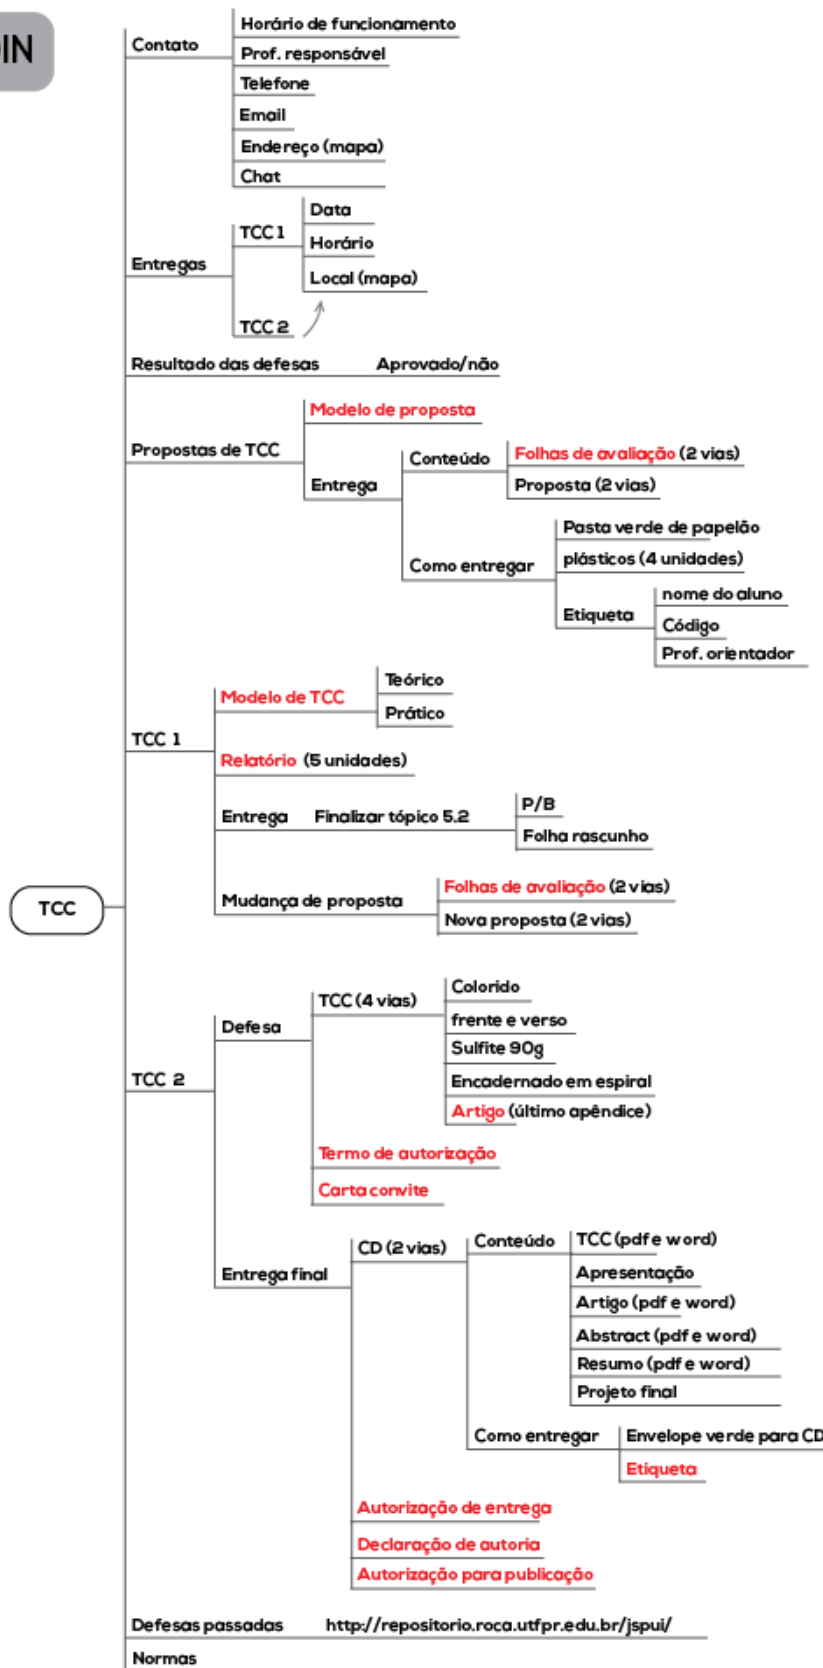 DIN
Contato
Horário de funcionamento
Prof. responsável
Telefone
Email
Endereço (mapa)
Chat
Entregas
TCC 1
Data
Horário
Local (mapa)
TCC 2
Resultado das defesas
Aprovado/não
Propostas de TCC
Modelo de proposta
Entrega
Conteúdo
Folhas de avaliação (2 vias)
Proposta (2 vias)
Como entregar
Pasta verde de papelão
plásticos (4 unidades)
Etiqueta
nome do aluno
Código
Prof. orientador
TCC 1
Modelo de TCC
Teórico
Prático
Relatório (5 unidades)
Entrega
Finalizar tópico 5.2
P/B
Folha rascunho
Mudança de proposta
Folhas de avaliação (2 vias)
Nova proposta (2 vias)
TCC
TCC 2
Defesa
TCC (4 vias)
Colorido
frente e verso
Sulfite 90g
Encadernado em espiral
Artigo (último apêndice)
Termo de autorização
Carta convite
Entrega final
CD (2 vias)
Conteúdo
TCC (pdf e word)
Apresentação
Artigo (pdf e word)
Abstract (pdf e word)
Resumo (pdf e word)
Projeto final
Como entregar
Envelope verde para CD
Etiqueta
Autorização de entrega
Declaração de autoria
Autorização para publicação
Defesas passadas
http://repositorio.roca.utfpr.edu.br/jspui/
Normas